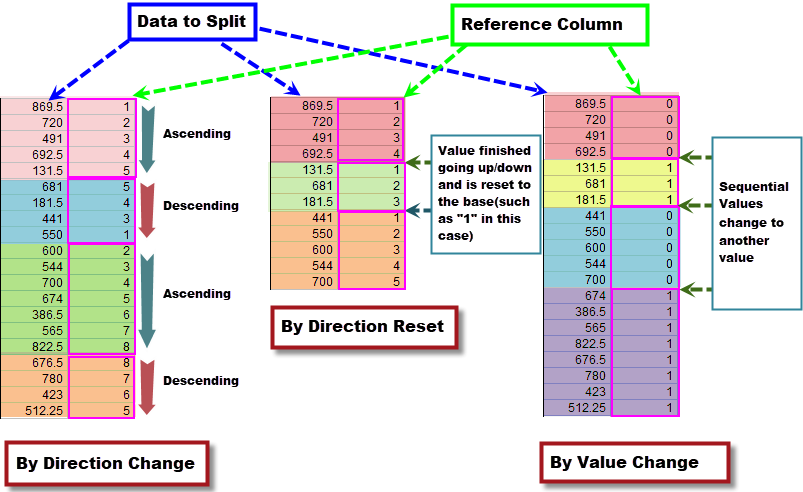 Data to Split
Reference Column
869.5 1
720 2
491 3
692.5 4
131.5 5
681 5
181.5 4
441 3
550 1
600 2
544 3
700 4
674 5
386.5 6
565 7
822.5 8
676.5 8
780 7
423 6
512.25 5
Ascending
Descending
Ascending
Descending
By Direction Change
869.5 1
720 2
491 3
692.5 4
131.5 1
681 2
181.5 3
441 1
550 2
600 3
544 4
700 5
Value finished
going up/down
and is reset to
the base(such
as "1" in this
case)
By Direction Reset
869.5 0
720 0
491 0
692.5 0
131.5 1
681 1
181.5 1
441 0
550 0
600 0
544 0
700 0
674 1
386.5 1
565 1
822.5 1
676.5 1
780 1
423 1
512.25 1
Sequential
Values
change to
another
value
By Value Change